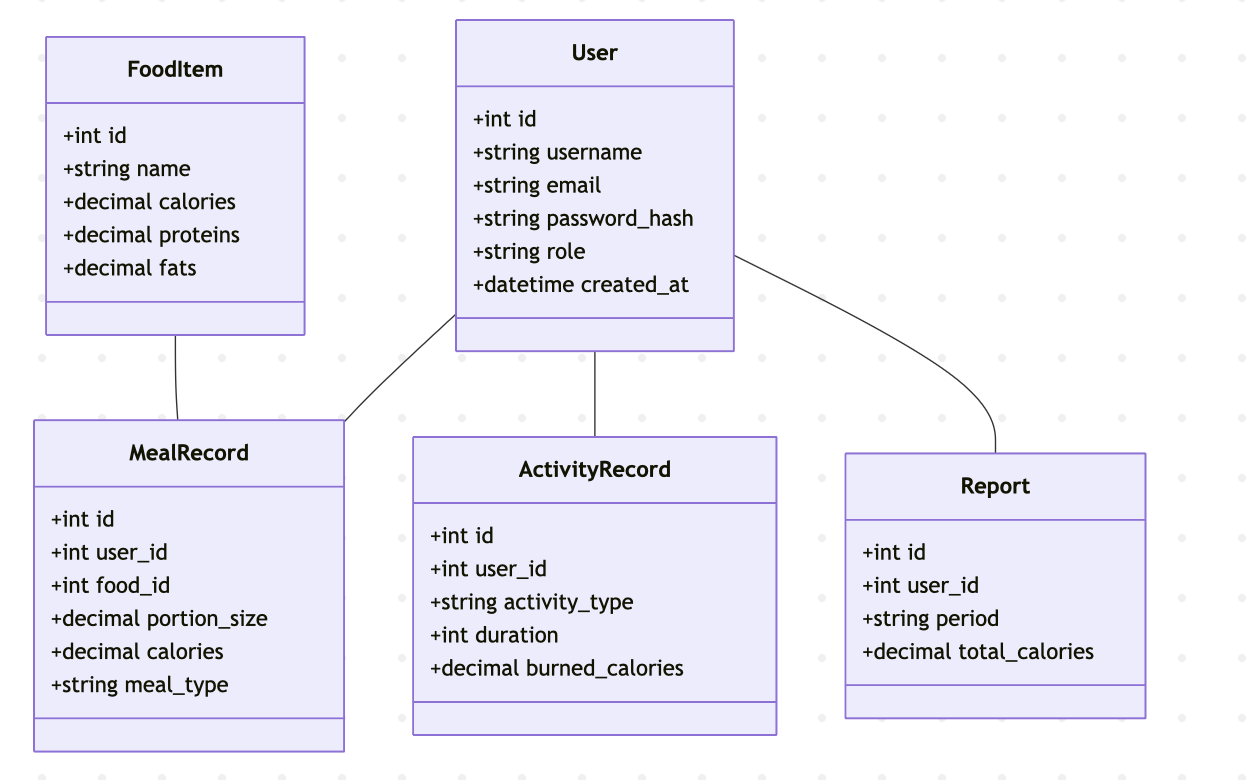 FoodItem
+int id
+string name
+decimal calories
+decimal proteins
+decimal fats
User
+int id
+string username
+string email
+string password_hash
+string role
+datetime created_at
MealRecord
+int id
+int user_id
+int food_id
+decimal portion_size
+decimal calories
+string meal_type
ActivityRecord
+int id
+int user_id
+string activity_type
+int duration
+decimal burned_calories
Report
+int id
+int user_id
+string period
+decimal total_calories